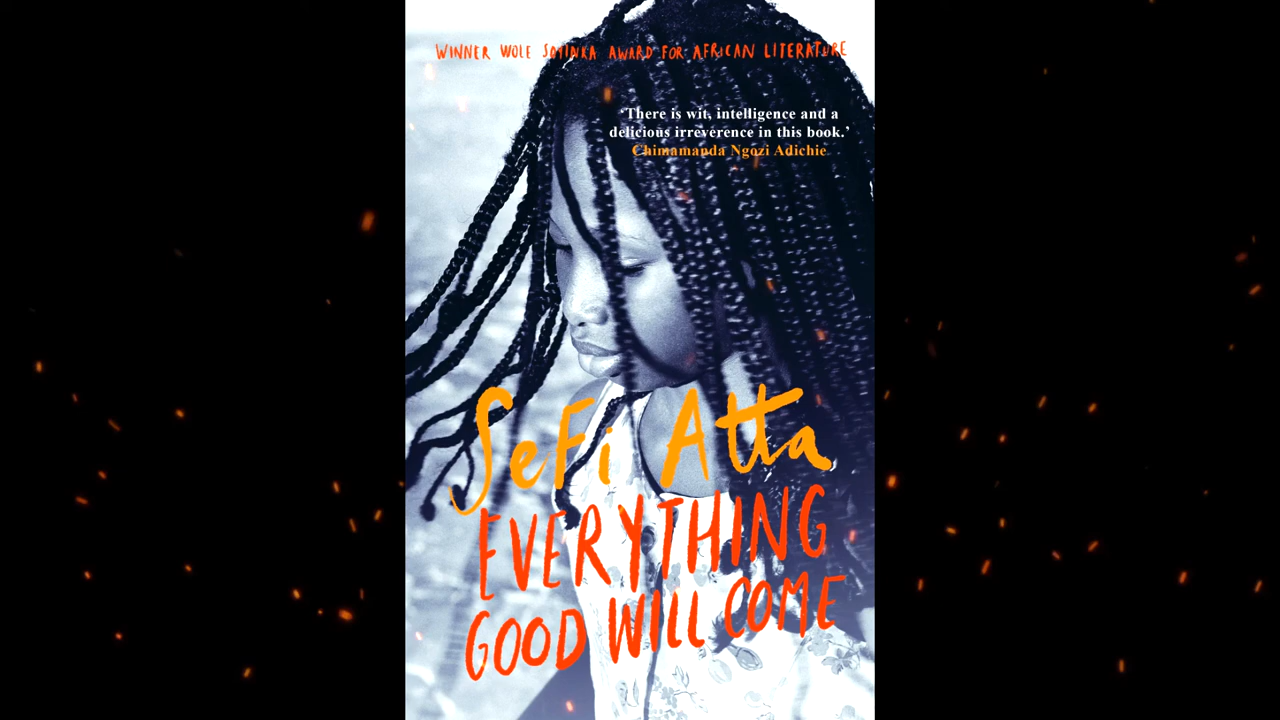 WINNER WOLE SOYINKA AWARD FOR AFRICAN LITERATURE
‘There is wit, intelligence and a
delicious irreverence in this book.’
Chimamanda Ngozi Adichie
SeFi Atta
EVERYTHING
GOOD WILL COME